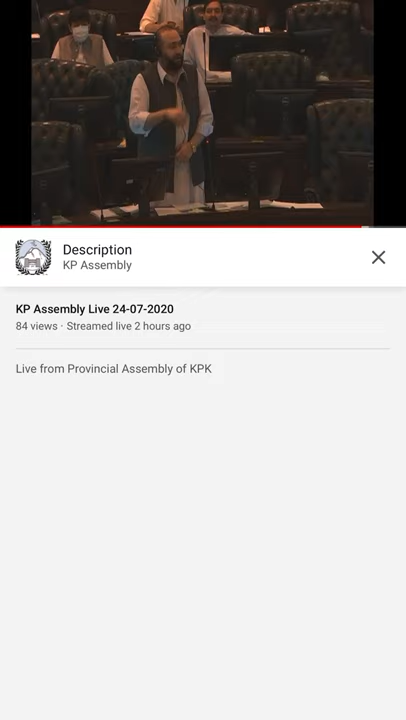 Description
KP Assembly
KP Assembly Live 24-07-2020
84 views · Streamed live 2 hours ago
Live from Provincial Assembly of KPK